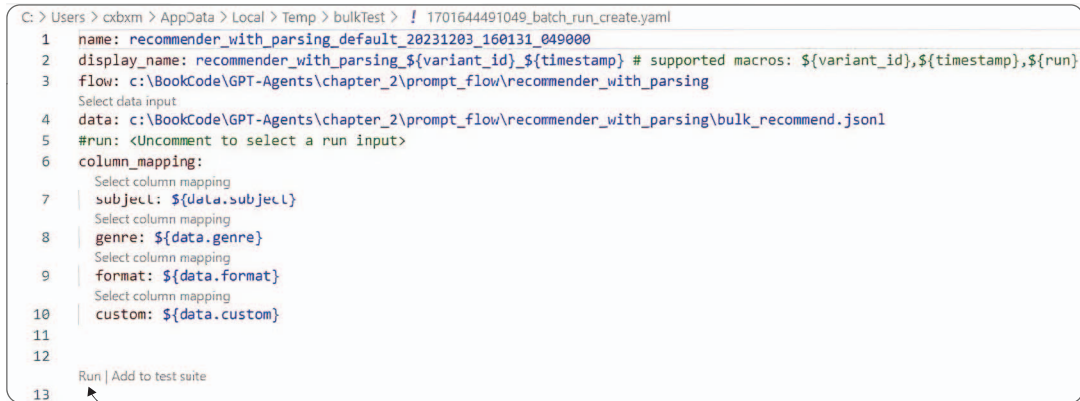 C: > Users > cxbxm > AppData > Local > Temp > bulkTest > ! 1701644491049_batch_run_create.yaml
1 name: recommender_with_parsing_default_20231203_160131_049000
2 display_name: recommender_with_parsing_${variant_id}_${timestamp} # supported macros: ${variant_id},${timestamp},${run}
3 flow: c:\BookCode\GPT-Agents\chapter_2\prompt_flow\recommender_with_parsing
Select data input
4 data: c:\BookCode\GPT-Agents\chapter_2\prompt_flow\recommender_with_parsing\bulk_recommend.jsonl
5 #run: <Uncomment to select a run input>
6 column_mapping:
Select column mapping
7 subject: ${data.subject}
Select column mapping
8 genre: ${data.genre}
Select column mapping
9 format: ${data.format}
Select column mapping
10 custom: ${data.custom}
11
12
Run | Add to test suite
13